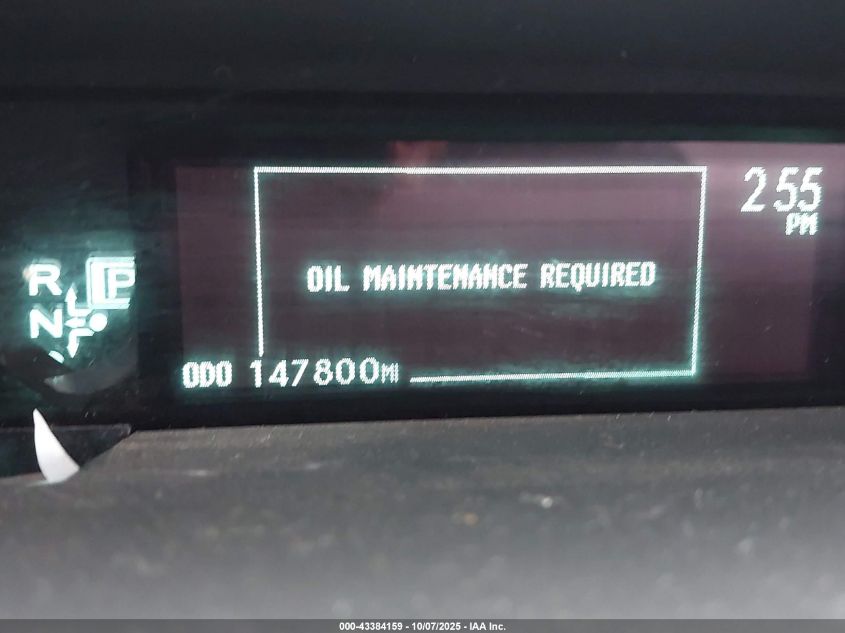 2:55
PM
R P
N
OIL MAINTENANCE REQUIRED
ODO 147800MI
000-43384159 - 10/07/2025 - IAA Inc.